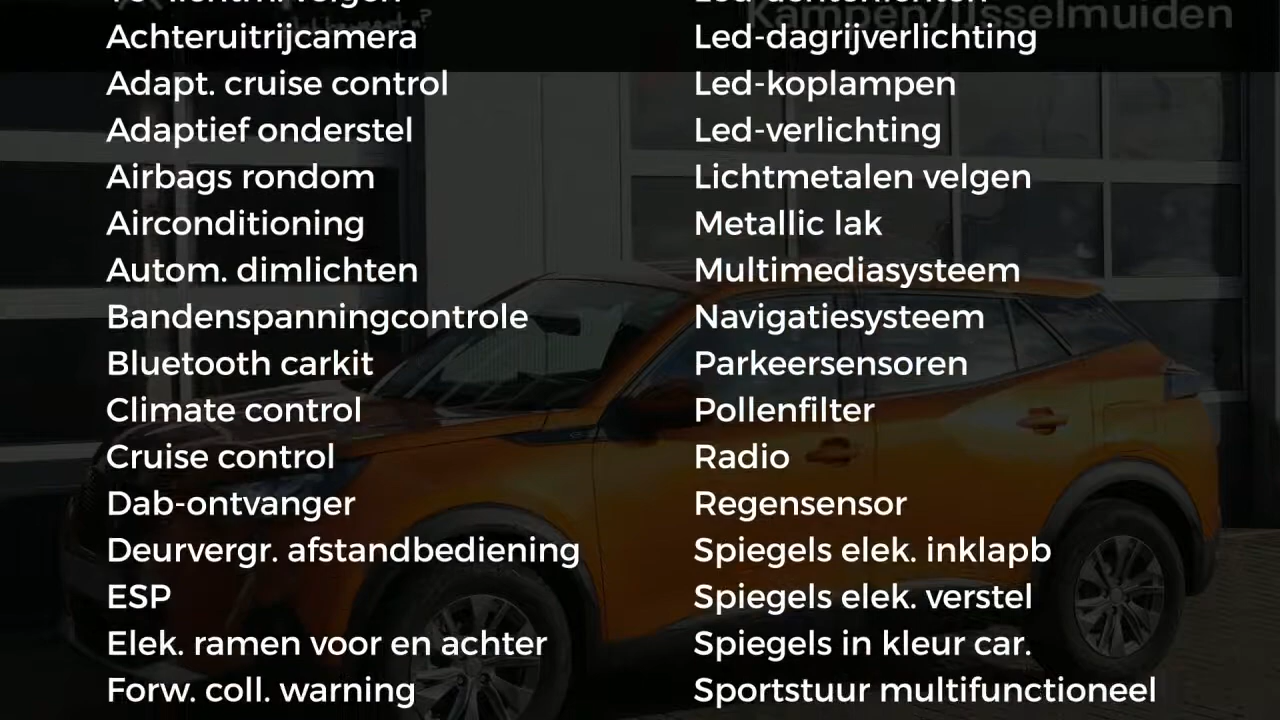 Kampen/IJsselmuiden
Achteruitrijcamera
Adapt. cruise control
Adaptief onderstel
Airbags rondom
Airconditioning
Autom. dimlichten
Bandenspanningcontrole
Bluetooth carkit
Climate control
Cruise control
Dab-ontvanger
Deurvergr. afstandbediening
ESP
Elek. ramen voor en achter
Forw. coll. warning
Led-dagrijverlichting
Led-koplampen
Led-verlichting
Lichtmetalen velgen
Metallic lak
Multimediasysteem
Navigatiesysteem
Parkeersensoren
Pollenfilter
Radio
Regensensor
Spiegels elek. inklapb
Spiegels elek. verstel
Spiegels in kleur car.
Sportstuur multifunctioneel